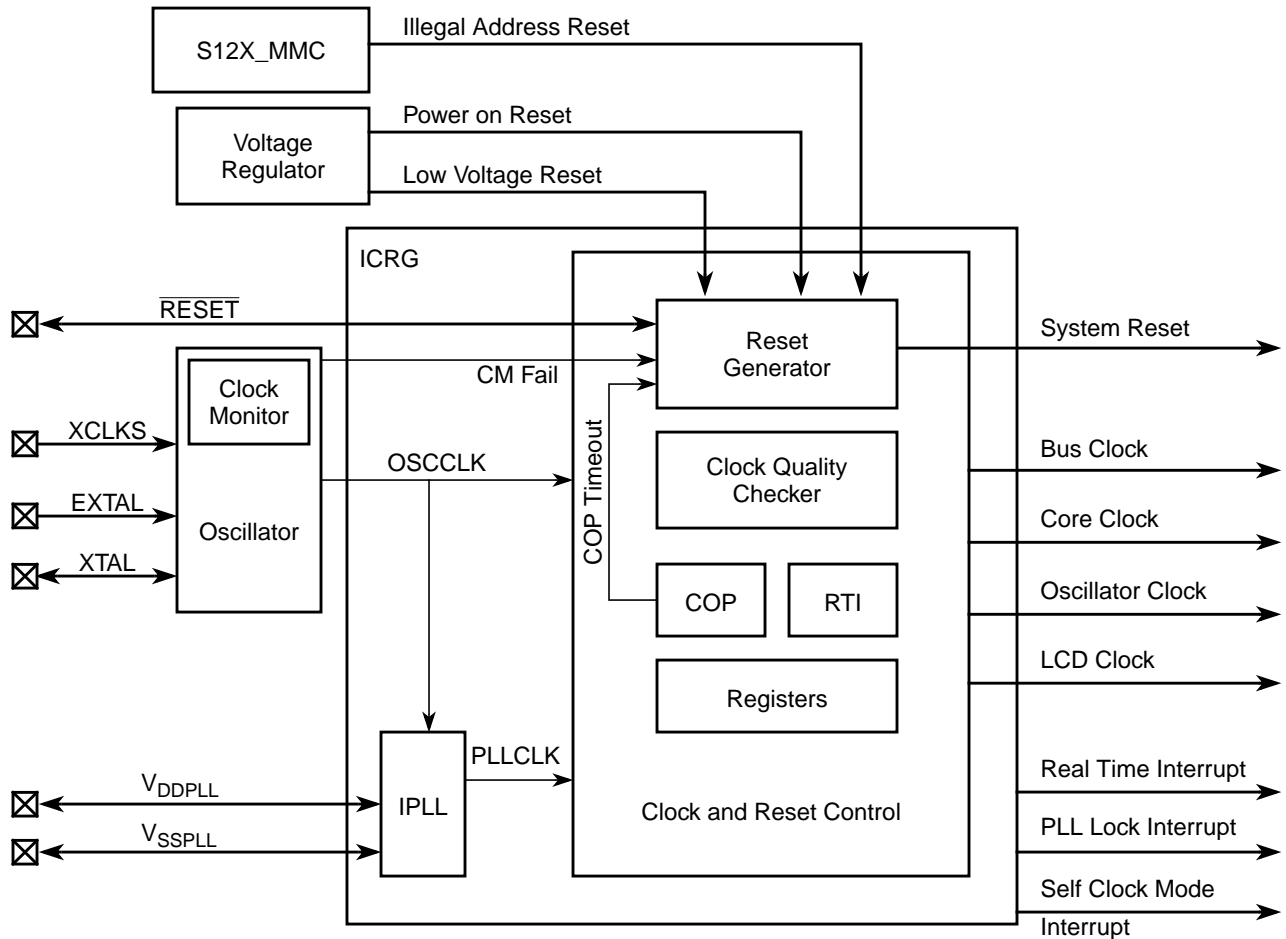 Illegal Address Reset
S12X_MMC
Power on Reset
Voltage
Regulator
Low Voltage Reset
ICRG
RESET
Reset
Generator
System Reset
CM Fail
Clock
Monitor
XCLKS
OSCCLK
COP Timeout
Clock Quality
Checker
Bus Clock
EXTAL
Oscillator
Core Clock
XTAL
COP
RTI
Oscillator Clock
LCD Clock
Registers
PLLCLK
Real Time Interrupt
VDDPLL
IPLL
Clock and Reset Control
PLL Lock Interrupt
VSSPLL
Self Clock Mode
Interrupt